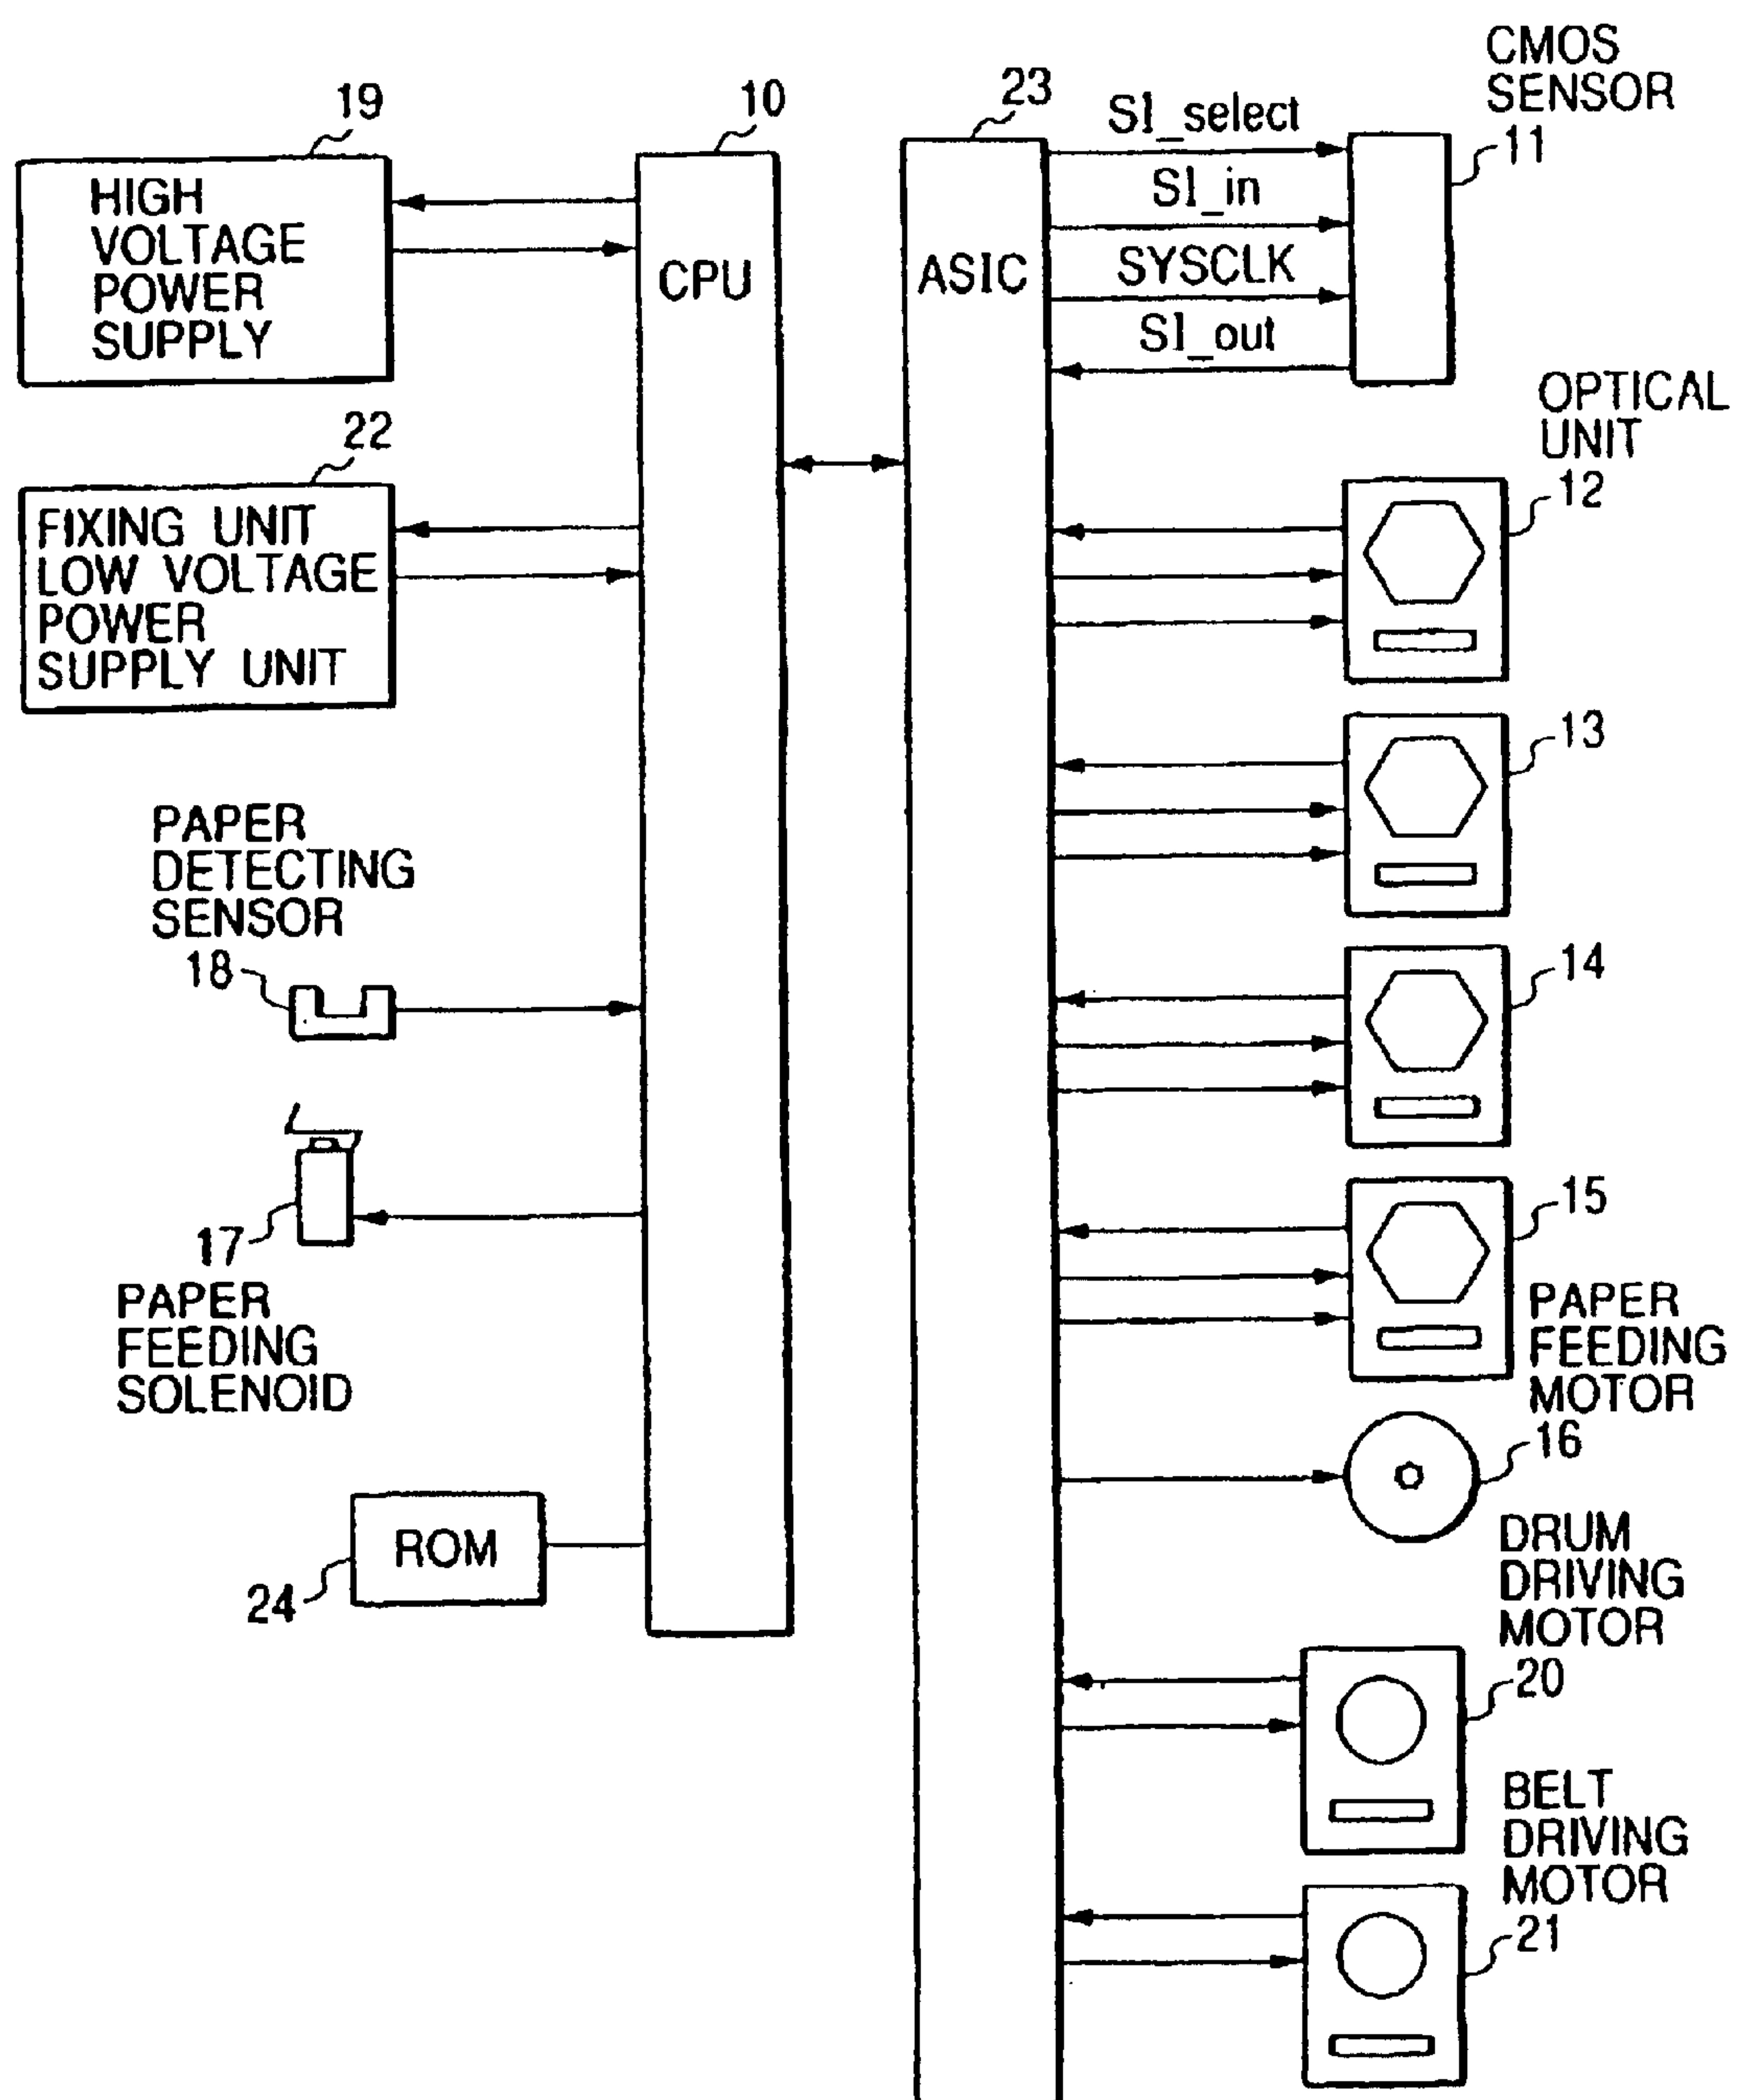 CMOS
SENSOR
11
23
10
19
SI_select
SI_in
SYSCLK
SI_out
HIGH
VOLTAGE
POWER
SUPPLY
CPU
ASIC
OPTICAL
UNIT
12
22
FIXING UNIT
LOW VOLTAGE
POWER
SUPPLY UNIT
13
PAPER
DETECTING
SENSOR
18
14
17
PAPER
FEEDING
SOLENOID
15
PAPER
FEEDING
MOTOR
16
ROM
24
DRUM
DRIVING
MOTOR
20
BELT
DRIVING
MOTOR
21